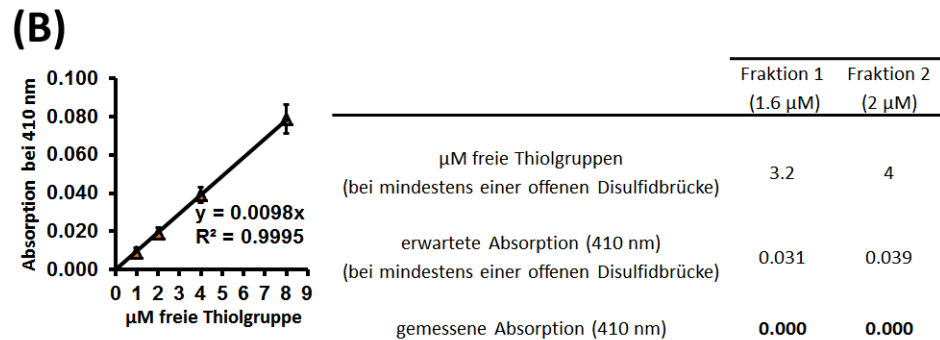 (B)
Absorption bei 410 nm
0.100
0.080
0.060
0.040
0.020
0.000
y = 0.0098x
R² = 0.9995
0 1 2 3 4 5 6 7 8 9
µM freie Thiolgruppe
Fraktion 1 Fraktion 2
(1.6 µM) (2 µM)
µM freie Thiolgruppen
(bei mindestens einer offenen Disulfidbrücke)
3.2 4
erwartete Absorption (410 nm)
(bei mindestens einer offenen Disulfidbrücke)
0.031 0.039
gemessene Absorption (410 nm) 0.000 0.000